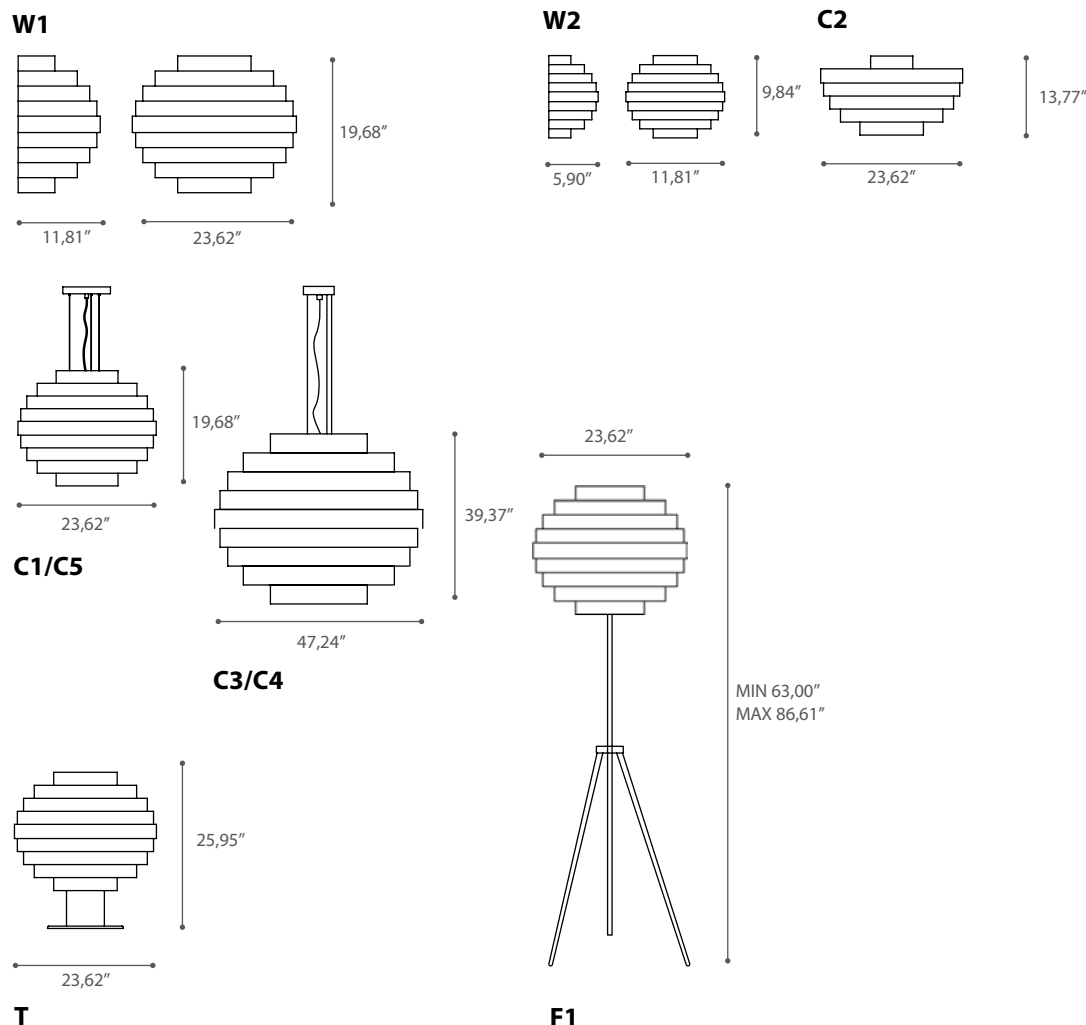 W1
19,68”
11,81”
23,62”
W2
9,84”
5,90”
11,81”
C2
13,77”
23,62”
19,68”
23,62”
C1/C5
39,37”
47,24”
C3/C4
23,62”
MIN 63,00”
MAX 86,61”
25,95”
23,62”
T
F1